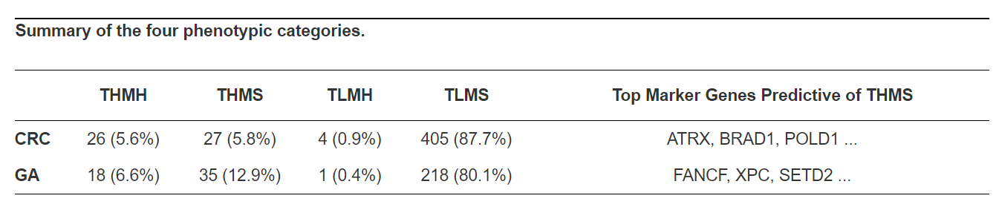 Summary of the four phenotypic categories.
THMH THMS TLMH TLMS Top Marker Genes Predictive of THMS
CRC 26 (5.6%) 27 (5.8%) 4 (0.9%) 405 (87.7%) ATRX, BRAD1, POLD1 ...
GA 18 (6.6%) 35 (12.9%) 1 (0.4%) 218 (80.1%) FANCF, XPC, SETD2 ...